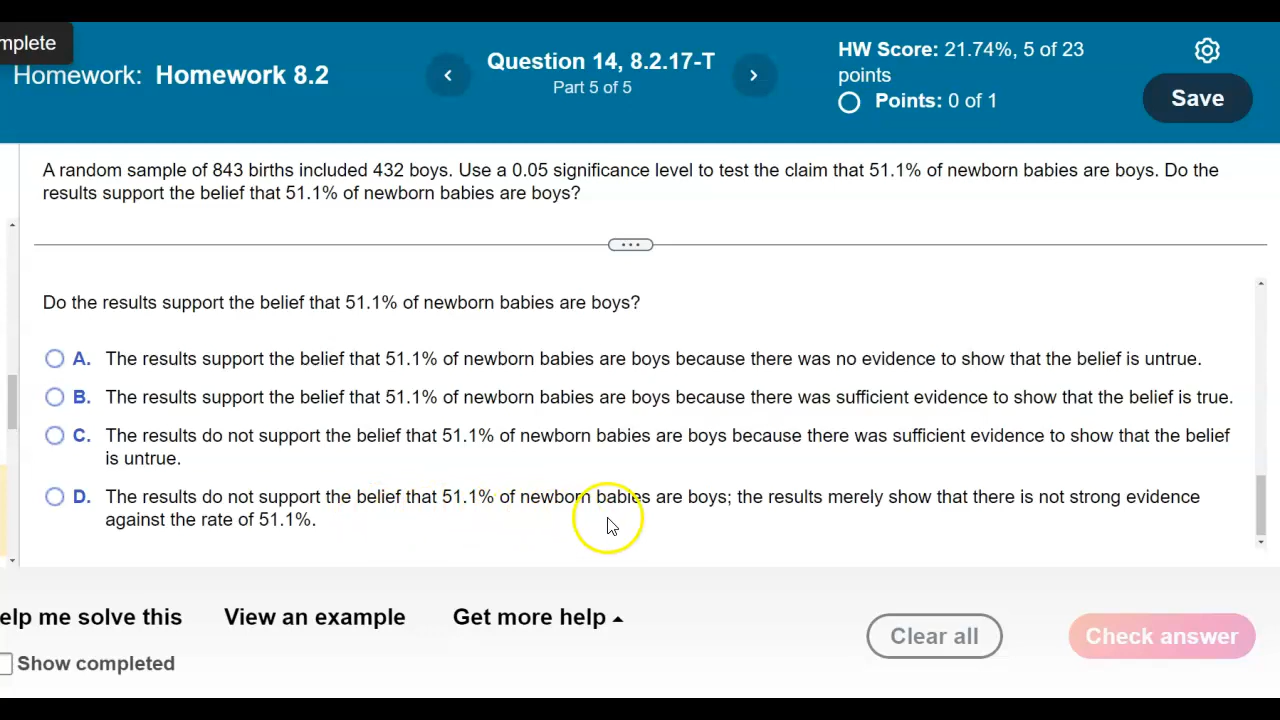 mplete
Homework: Homework 8.2
Question 14, 8.2.17-T
Part 5 of 5
HW Score: 21.74%, 5 of 23
points
Points: 0 of 1
Save
A random sample of 843 births included 432 boys. Use a 0.05 significance level to test the claim that 51.1% of newborn babies are boys. Do the
results support the belief that 51.1% of newborn babies are boys?
Do the results support the belief that 51.1% of newborn babies are boys?
A. The results support the belief that 51.1% of newborn babies are boys because there was no evidence to show that the belief is untrue.
B. The results support the belief that 51.1% of newborn babies are boys because there was sufficient evidence to show that the belief is true.
C. The results do not support the belief that 51.1% of newborn babies are boys because there was sufficient evidence to show that the belief
is untrue.
D. The results do not support the belief that 51.1% of newborn babies are boys; the results merely show that there is not strong evidence
against the rate of 51.1%.
elp me solve this
View an example
Get more help
Clear all
Check answer
Show completed